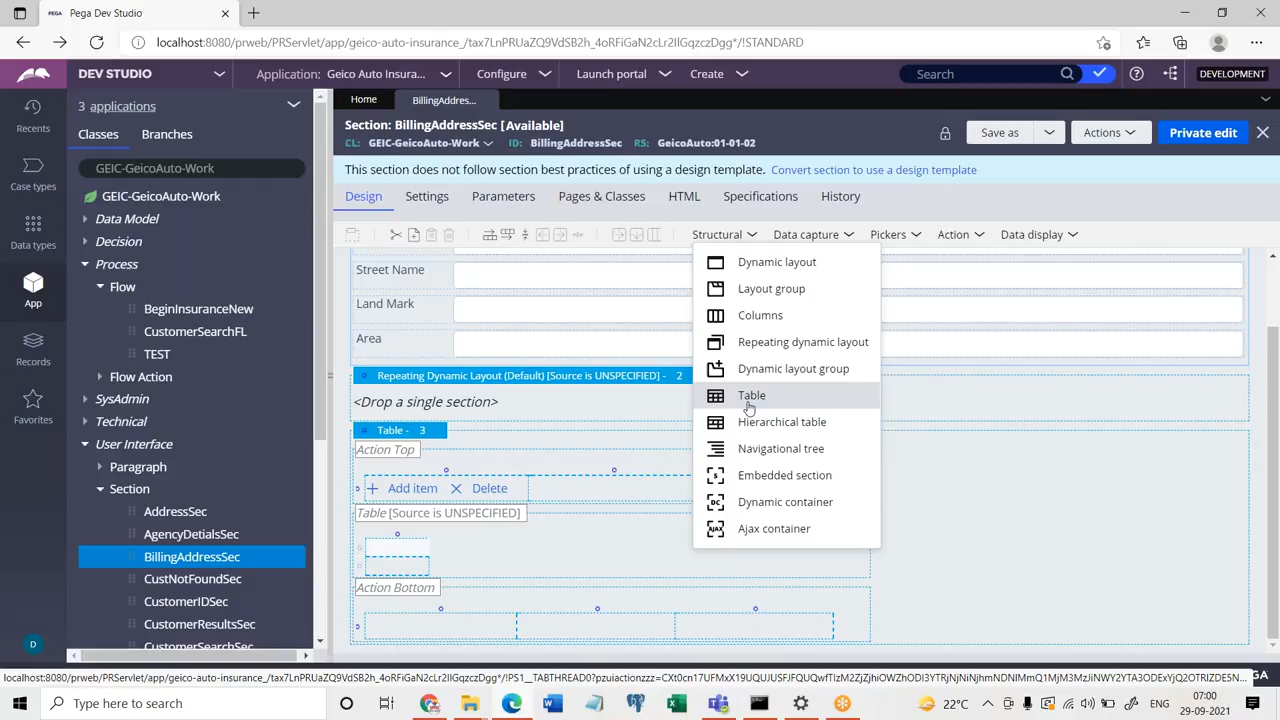 Pega Dev Studio
localhost:8080/prweb/PRServlet/app/geico-auto-insurance_/tax7LnPRUaZQ9VdSB2h_4oRFiGaN2cLr2IlGqzczDgg*/!STANDARD
PEGA
DEV STUDIO
Application: Geico Auto Insura...
Configure
Launch portal
Create
Search
DEVELOPMENT
3 applications
Home
BillingAddres...
Recents
Classes
Branches
Section: BillingAddressSec [Available]
CL: GEIC-GeicoAuto-Work
ID: BillingAddressSec
RS: GeicoAuto:01-01-02
Save as
Actions
Private edit
GEIC-GeicoAuto-Work
This section does not follow section best practices of using a design template. Convert section to use a design template
Case types
GEIC-GeicoAuto-Work
Design
Settings
Parameters
Pages & Classes
HTML
Specifications
History
Data Model
Data types
Decision
Structural
Data capture
Pickers
Action
Data display
Process
Flow
Dynamic layout
Street Name
App
BeginInsuranceNew
Layout group
Land Mark
CustomerSearchFL
Columns
Area
TEST
Repeating dynamic layout
Records
Flow Action
Repeating Dynamic Layout (Default) [Source is UNSPECIFIED] - 2
Dynamic layout group
SysAdmin
<Drop a single section>
Table
Favorites
Technical
Table - 3
Hierarchical table
User Interface
Action Top
Navigational tree
Paragraph
Section
Add item
Delete
Embedded section
AddressSec
Table [Source is UNSPECIFIED]
Dynamic container
AgencyDetialsSec
Ajax container
BillingAddressSec
CustNotFoundSec
Action Bottom
CustomerIDSec
CustomerResultsSec
CustomerSearchSec
D
GA
Type here to search
22°C
ENG
07:00
29-09-2021